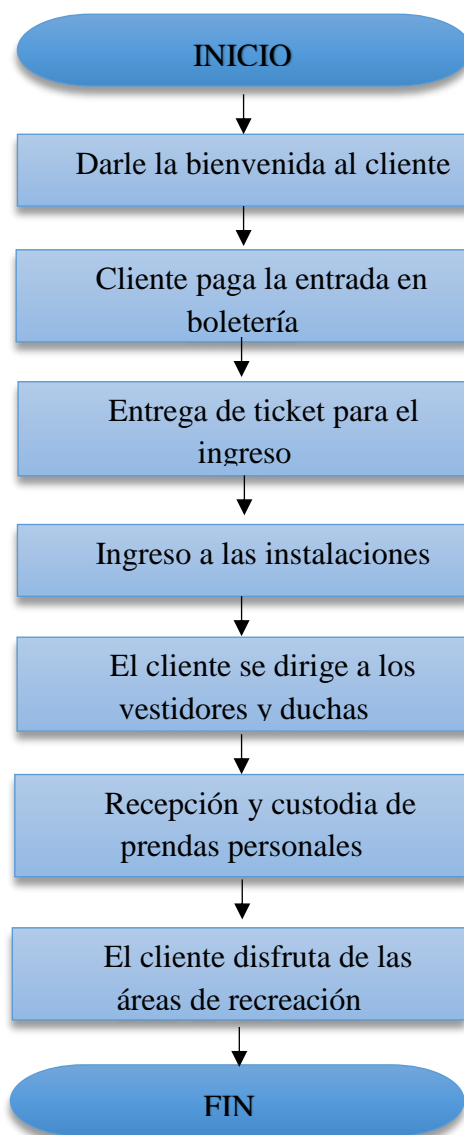 INICIO
Darle la bienvenida al cliente
Cliente paga la entrada en
boletería
Entrega de ticket para el
ingreso
Ingreso a las instalaciones
El cliente se dirige a los
vestidores y duchas
Recepción y custodia de
prendas personales
El cliente disfruta de las
áreas de recreación
FIN